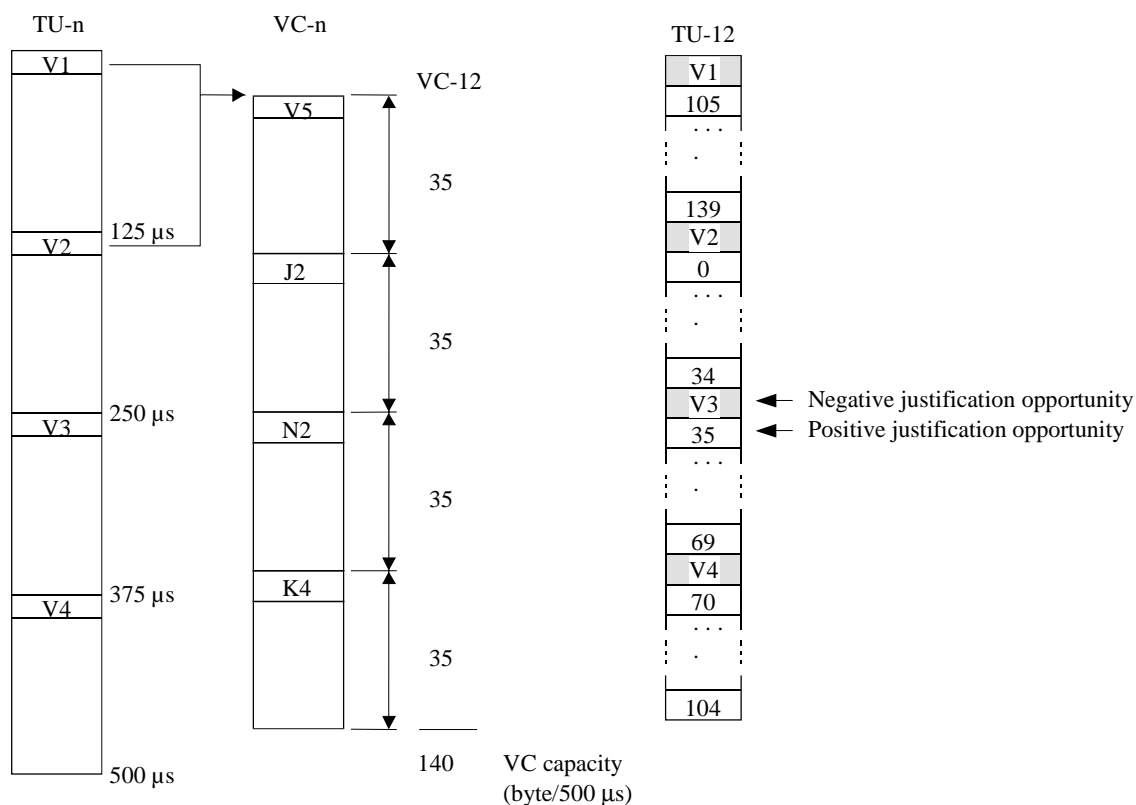 TU-n
V1
125 µs
V2
250 µs
V3
375 µs
V4
500 µs
VC-n
V5
J2
N2
K4
VC-12
35
35
35
35
140 VC capacity
(byte/500 µs)
TU-12
V1
105
. . .
.
139
V2
0
. . .
.
34
V3
Negative justification opportunity
35
Positive justification opportunity
. . .
.
69
V4
70
. . .
.
104